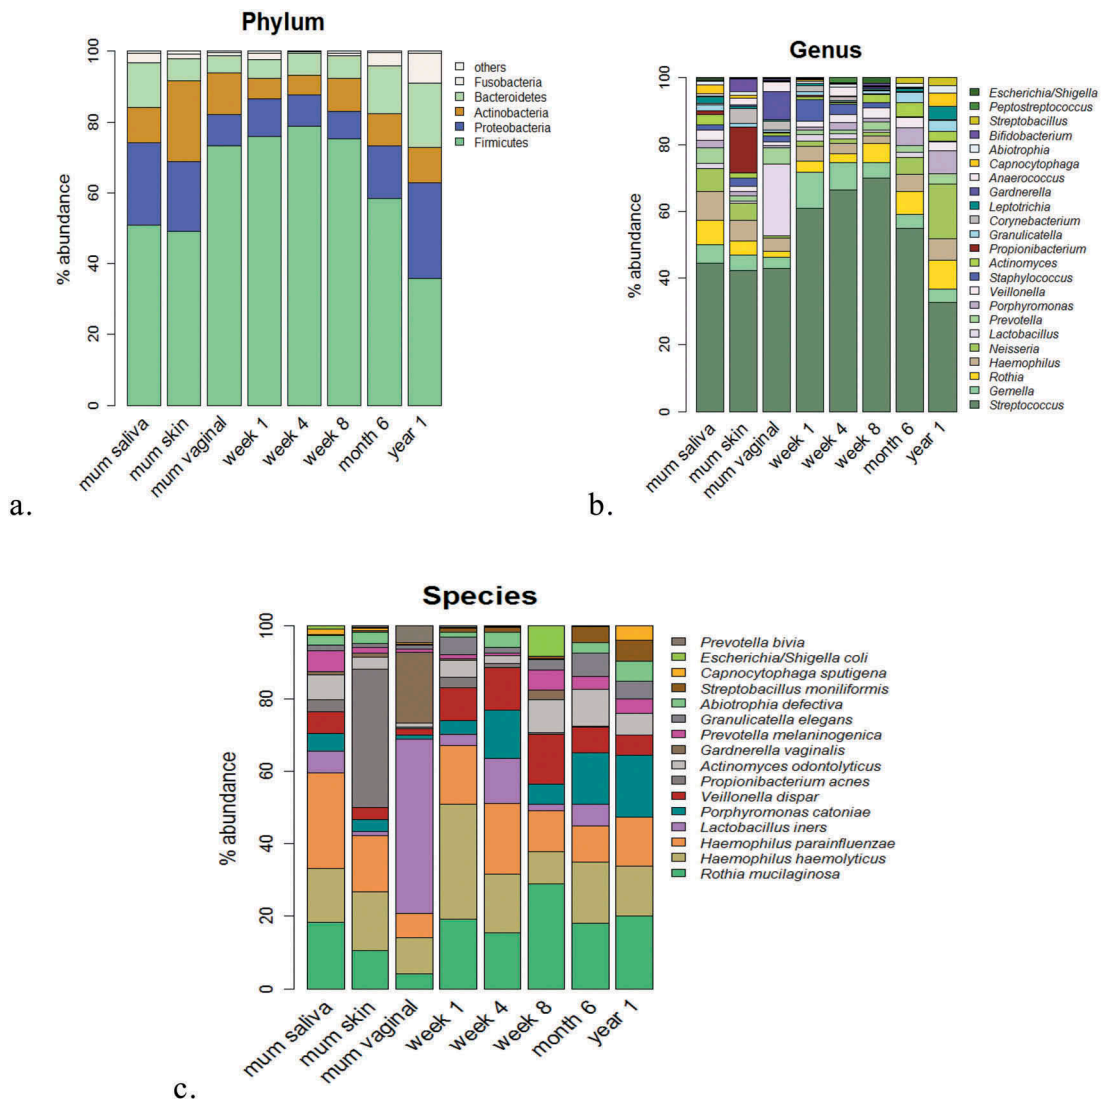 Phylum
% abundance
100
80
60
40
20
0
mum saliva
mum skin
mum vaginal
week 1
week 4
week 8
month 6
year 1
others
Fusobacteria
Bacteroidetes
Actinobacteria
Proteobacteria
Firmicutes
a.
Genus
% abundance
100
80
60
40
20
0
mum saliva
mum skin
mum vaginal
week 1
week 4
week 8
month 6
year 1
Escherichia/Shigella
Peptostreptococcus
Streptobacillus
Bifidobacterium
Abiotrophia
Capnocytophaga
Anaerococcus
Gardnerella
Leptotrichia
Corynebacterium
Granulicatella
Propionibacterium
Actinomyces
Staphylococcus
Veillonella
Porphyromonas
Prevotella
Lactobacillus
Neisseria
Haemophilus
Rothia
Gemella
Streptococcus
b.
Species
% abundance
100
80
60
40
20
0
mum saliva
mum skin
mum vaginal
week 1
week 4
week 8
month 6
year 1
Prevotella bivia
Escherichia/Shigella coli
Capnocytophaga sputigena
Streptobacillus moniliformis
Abiotrophia defectiva
Granulicatella elegans
Prevotella melaninogenica
Gardnerella vaginalis
Actinomyces odontolyticus
Propionibacterium acnes
Veillonella dispar
Porphyromonas catoniae
Lactobacillus iners
Haemophilus parainfluenzae
Haemophilus haemolyticus
Rothia mucilaginosa
c.